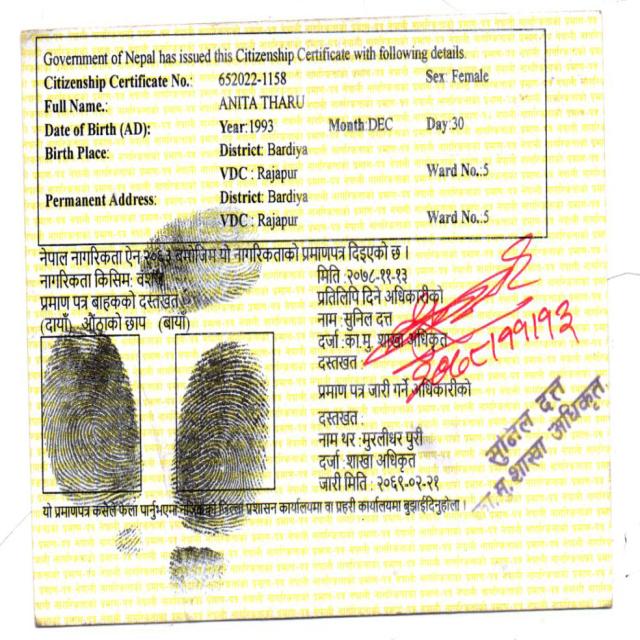 Government of Nepal has issued this Citizenship Certificate with following details.
Citizenship Certificate No.: 652022-1158 Sex: Female
Full Name.: ANITA THARU
Date of Birth (AD): Year:1993 Month:DEC Day:30
Birth Place: District: Bardiya
VDC : Rajapur Ward No.:5
Permanent Address: District: Bardiya
VDC : Rajapur Ward No.:5
नेपाल नागरिकता ऐन २०६३ बमोजिम यो नागरिकताको प्रमाणपत्र दिइएको छ ।
नागरिकता किसिम: वंशज
मिति :२०७८-११-१३
प्रमाण पत्र बाहकको दस्तखत :
प्रतिलिपि दिने अधिकारीको
(दायाँ) औंठाको छाप (बायाँ)
नाम: सुनिल दत्त
दर्जा :का.मु. शाखा अधिकृत
दस्तखत :
२०७८।११।१३
प्रमाण पत्र जारी गर्ने अधिकारीको
दस्तखत :
नाम थर :मुरलीधर पुरी
दर्जा :शाखा अधिकृत
जारी मिति : २०६९-०२-२१
सुनिल दत्त
का.मु. शाखा अधिकृत
यो प्रमाणपत्र कसैले फेला पार्नुभएमा नजिकको जिल्ला प्रशासन कार्यालयमा वा प्रहरी कार्यालयमा बुझाईदिनुहोला ।